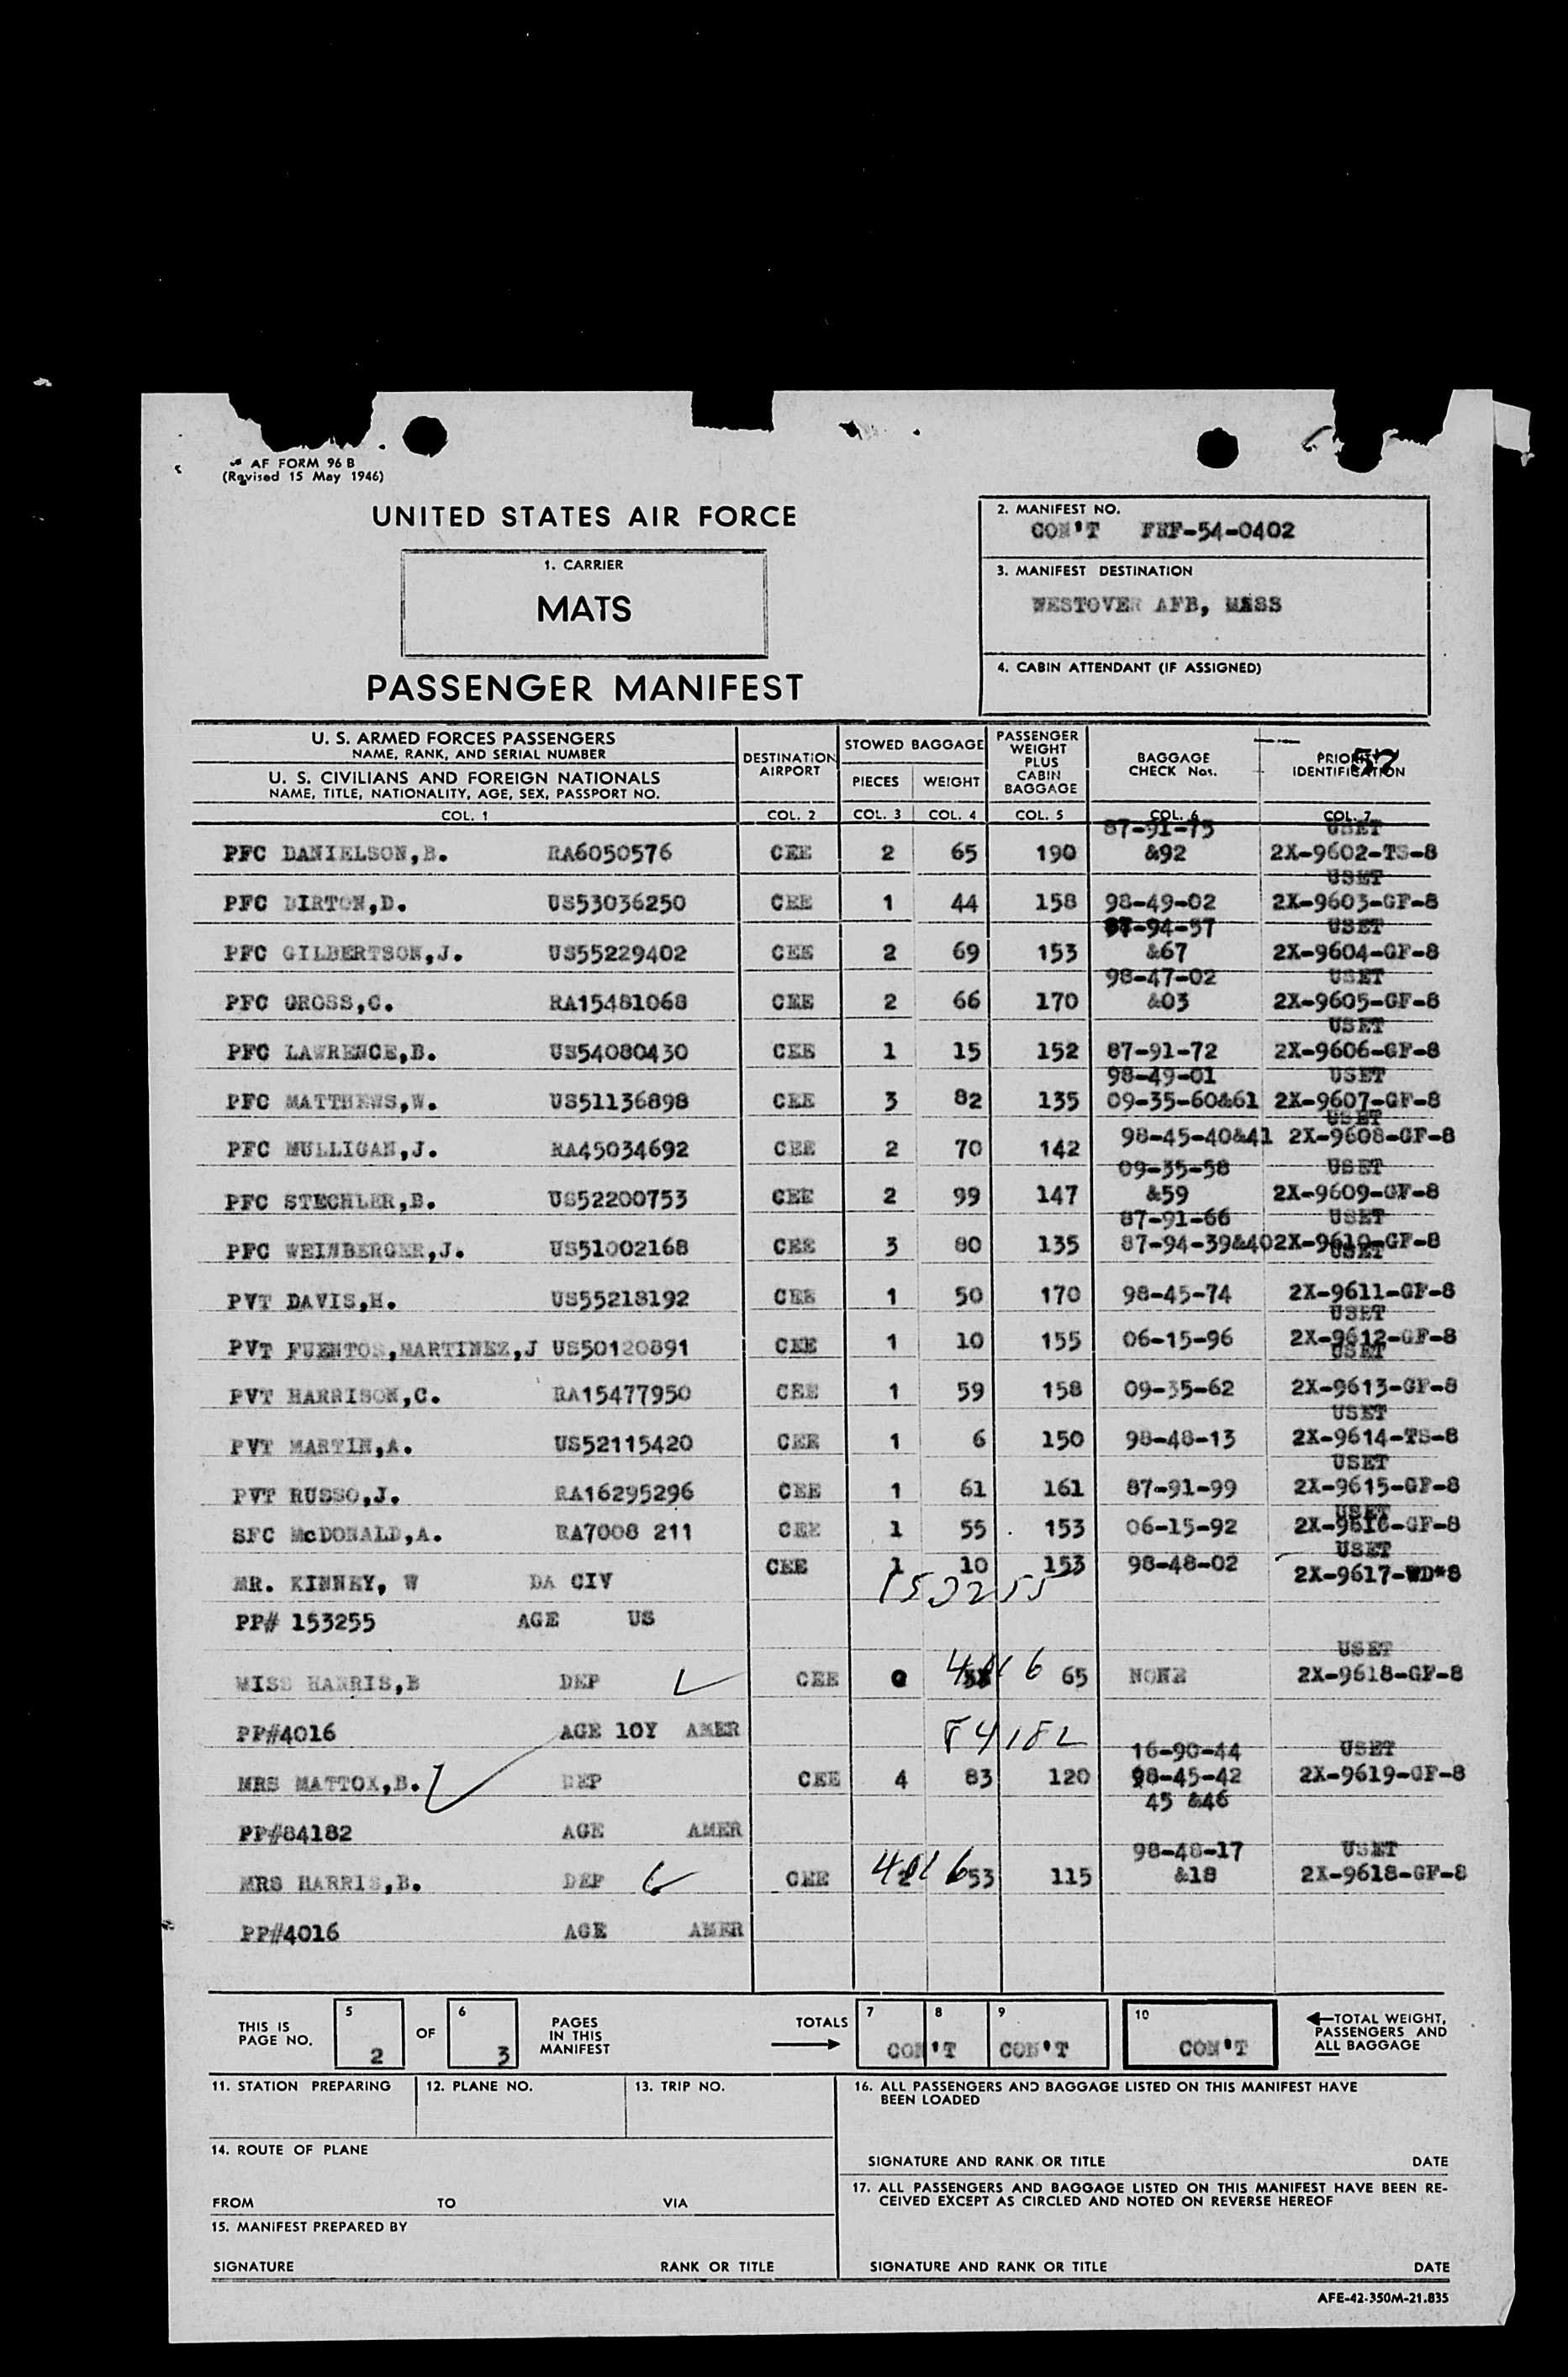 AF FORM 96 B
(Revised 15 May 1946)
UNITED STATES AIR FORCE
1. CARRIER
MATS
PASSENGER MANIFEST
2. MANIFEST NO.
CON'T FRF-54-0402
3. MANIFEST DESTINATION
WESTOVER AFB, MASS
4. CABIN ATTENDANT (IF ASSIGNED)
U. S. ARMED FORCES PASSENGERS
NAME, RANK, AND SERIAL NUMBER
U. S. CIVILIANS AND FOREIGN NATIONALS
NAME, TITLE, NATIONALITY, AGE, SEX, PASSPORT NO.
DESTINATION AIRPORT
STOWED BAGGAGE
PIECES WEIGHT
PASSENGER WEIGHT PLUS CABIN BAGGAGE
BAGGAGE CHECK Nos.
PRIORITY IDENTIFICATION
57
COL. 1 COL. 2 COL. 3 COL. 4 COL. 5 COL. 6 COL. 7
87-91-75 USET
PFC DANIELSON,B. RA6050576 CEE 2 65 190 &92 2X-9602-TS-8
USET
PFC DIRTON,D. US53036250 CEE 1 44 158 98-49-02 2X-9603-GF-8
87-94-57 USET
PFC GILBERTSON,J. US55229402 CEE 2 69 153 &67 2X-9604-GF-8
98-47-02 USET
PFC GROSS,C. RA15481068 CEE 2 66 170 &03 2X-9605-GF-8
USET
PFC LAWRENCE,B. US54080430 CEE 1 15 152 87-91-72 2X-9606-GF-8
98-49-01 USET
PFC MATTHEWS,W. US51136898 CEE 3 82 135 09-35-60&61 2X-9607-GF-8
USET
PFC MULLIGAN,J. RA45034692 CEE 2 70 142 98-45-40&41 2X-9608-GF-8
09-35-58 USET
PFC STECHLER,B. US52200753 CEE 2 99 147 &59 2X-9609-GF-8
87-91-66 USET
PFC WEINBERGER,J. US51002168 CEE 3 80 135 87-94-39&40 2X-9610-GF-8
USET
PVT DAVIS,H. US55218192 CEE 1 50 170 98-45-74 2X-9611-GF-8
USET
PVT FUENTOS,MARTINEZ,J US50120891 CEE 1 10 155 06-15-96 2X-9612-GF-8
USET
PVT HARRISON,C. RA15477950 CEE 1 59 158 09-35-62 2X-9613-GF-8
USET
PVT MARTIN,A. US52115420 CEE 1 6 150 98-48-13 2X-9614-TS-8
USET
PVT RUSSO,J. RA16295296 CEE 1 61 161 87-91-99 2X-9615-GF-8
USET
SFC McDONALD,A. RA7008 211 CEE 1 55 153 06-15-92 2X-9616-GF-8
USET
MR. KINNEY, W DA CIV CEE 1 10 153 98-48-02 2X-9617-WD*8
153255
PP# 153255 AGE US
USET
MISS HARRIS,B DEP CEE 0 4016 65 NONE 2X-9618-GF-8
PP#4016 AGE 10Y AMER 84182
16-90-44 USET
MRS MATTOX,B. DEP CEE 4 83 120 98-45-42 2X-9619-GF-8
45 &46
PP#84182 AGE AMER
98-48-17 USET
MRS HARRIS,B. DEP CEE 4016 2 53 115 &18 2X-9618-GF-8
PP#4016 AGE AMER
THIS IS PAGE NO. 5 2 OF 6 3 PAGES IN THIS MANIFEST TOTALS 7 8 CON'T 9 CON'T 10 CON'T TOTAL WEIGHT, PASSENGERS AND ALL BAGGAGE
11. STATION PREPARING 12. PLANE NO. 13. TRIP NO.
14. ROUTE OF PLANE
FROM TO VIA
15. MANIFEST PREPARED BY
SIGNATURE RANK OR TITLE
16. ALL PASSENGERS AND BAGGAGE LISTED ON THIS MANIFEST HAVE
BEEN LOADED
SIGNATURE AND RANK OR TITLE DATE
17. ALL PASSENGERS AND BAGGAGE LISTED ON THIS MANIFEST HAVE BEEN RE-
CEIVED EXCEPT AS CIRCLED AND NOTED ON REVERSE HEREOF
SIGNATURE AND RANK OR TITLE DATE
AFE-42-350M-21.835